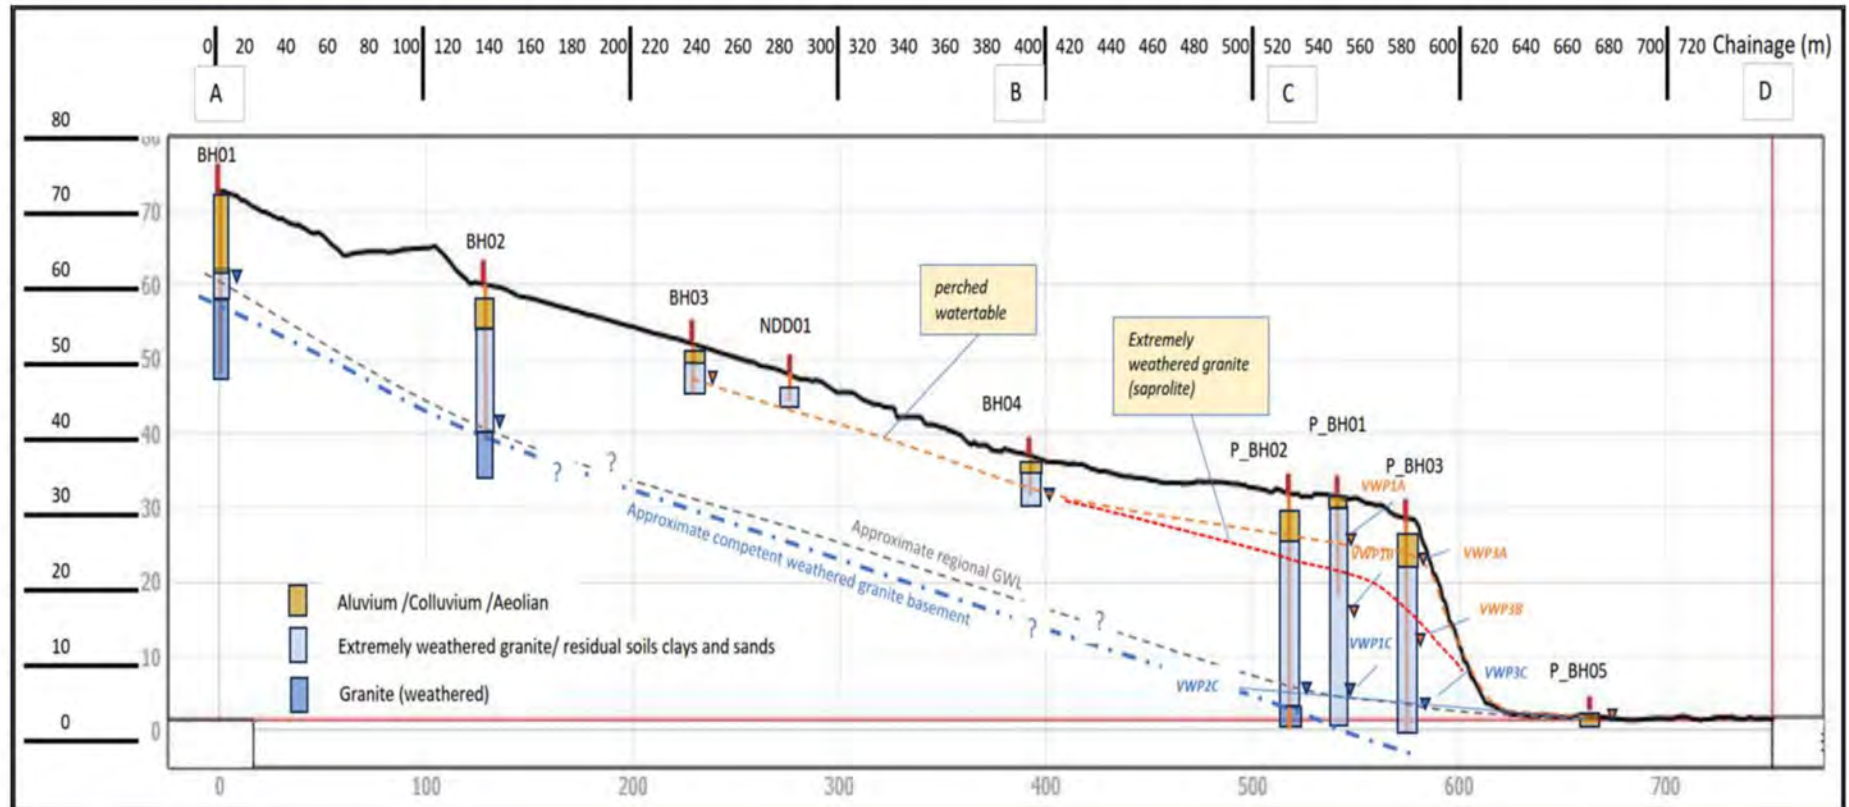 0 20 40 60 80 100 120 140 160 180 200 220 240 260 280 300 320 340 360 380 400 420 440 460 480 500 520 540 560 580 600 620 640 660 680 700 720 Chainage (m)
A B C D
80
70
60
50
40
30
20
10
0
80
70
60
50
40
30
20
10
0
BH01
BH02
BH03
NDD01
BH04
P_BH02
P_BH01
P_BH03
P_BH05
perched
watertable
Extremely
weathered granite
(saprolite)
VWP1A
VWP3A
VWP3B
VWP1C
VWP3C
VWP2C
?
?
?
?
Approximate regional GWL
Approximate competent weathered granite basement
Aluvium /Colluvium /Aeolian
Extremely weathered granite/ residual soils clays and sands
Granite (weathered)
0 100 200 300 400 500 600 700